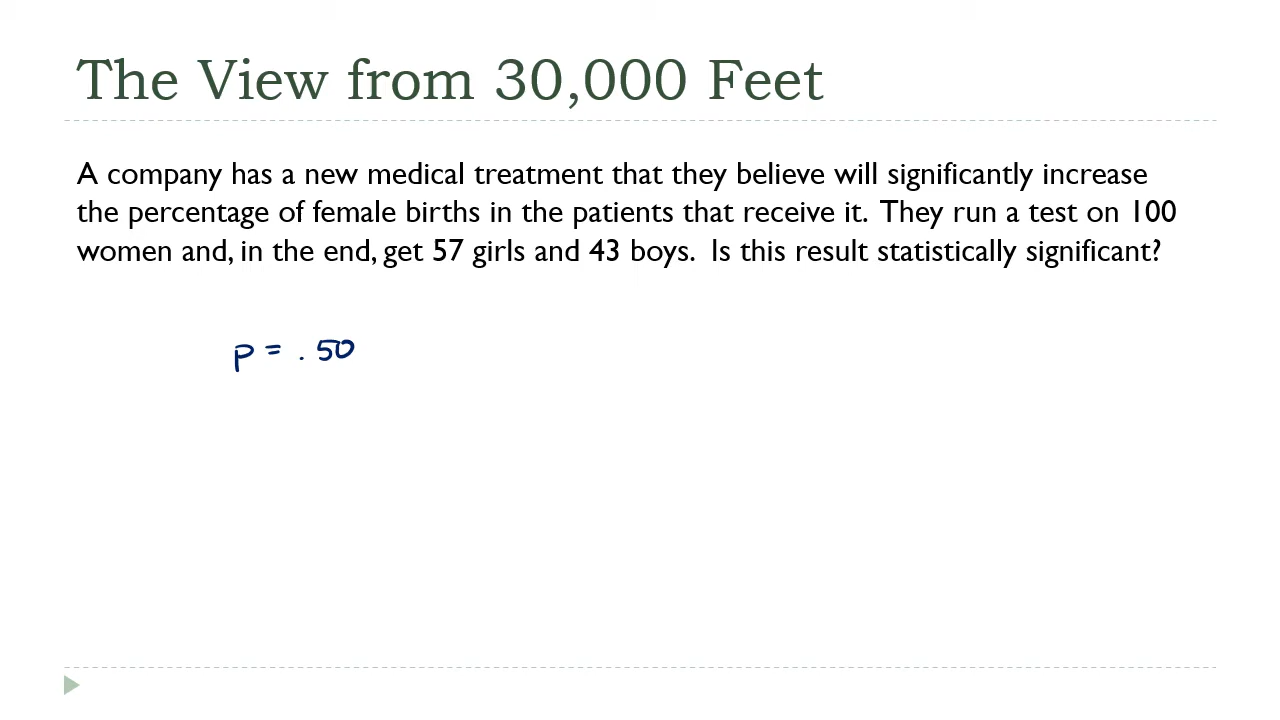 The View from 30,000 Feet
A company has a new medical treatment that they believe will significantly increase
the percentage of female births in the patients that receive it.  They run a test on 100
women and, in the end, get 57 girls and 43 boys.  Is this result statistically significant?
p = .50